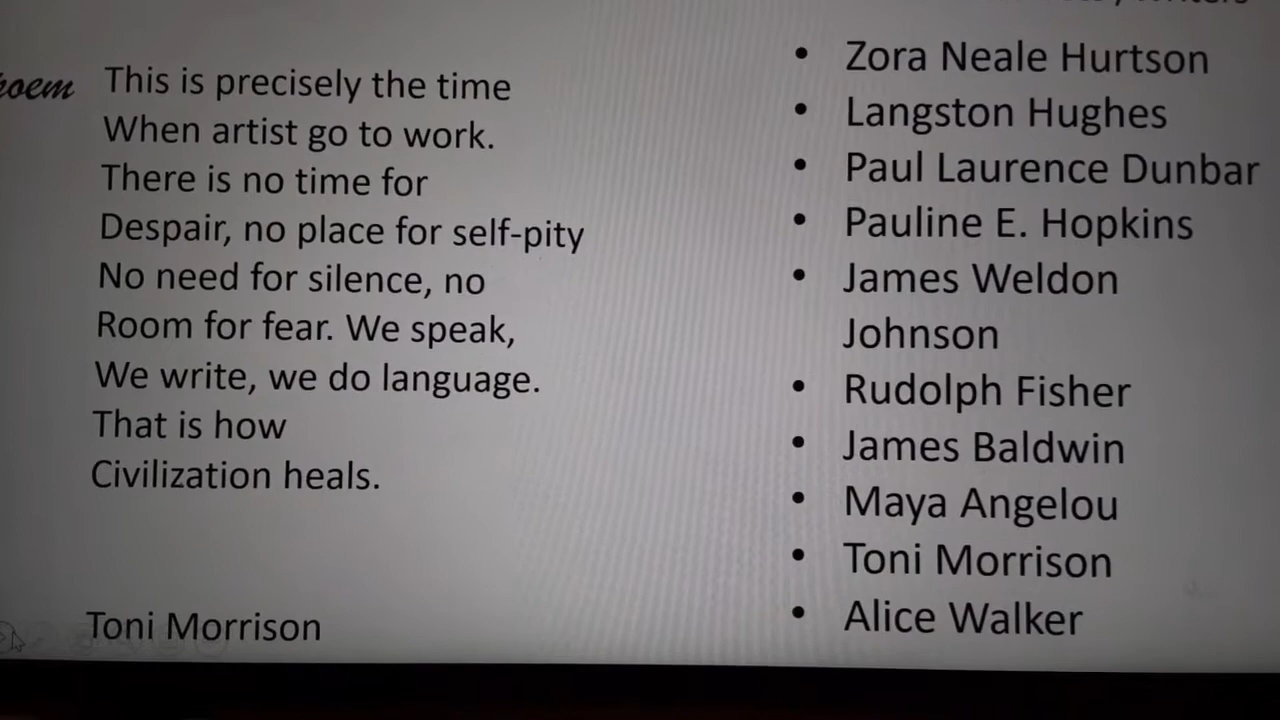 poem
This is precisely the time
When artist go to work.
There is no time for
Despair, no place for self-pity
No need for silence, no
Room for fear. We speak,
We write, we do language.
That is how
Civilization heals.
Toni Morrison
• Zora Neale Hurtson
• Langston Hughes
• Paul Laurence Dunbar
• Pauline E. Hopkins
• James Weldon
Johnson
• Rudolph Fisher
• James Baldwin
• Maya Angelou
• Toni Morrison
• Alice Walker